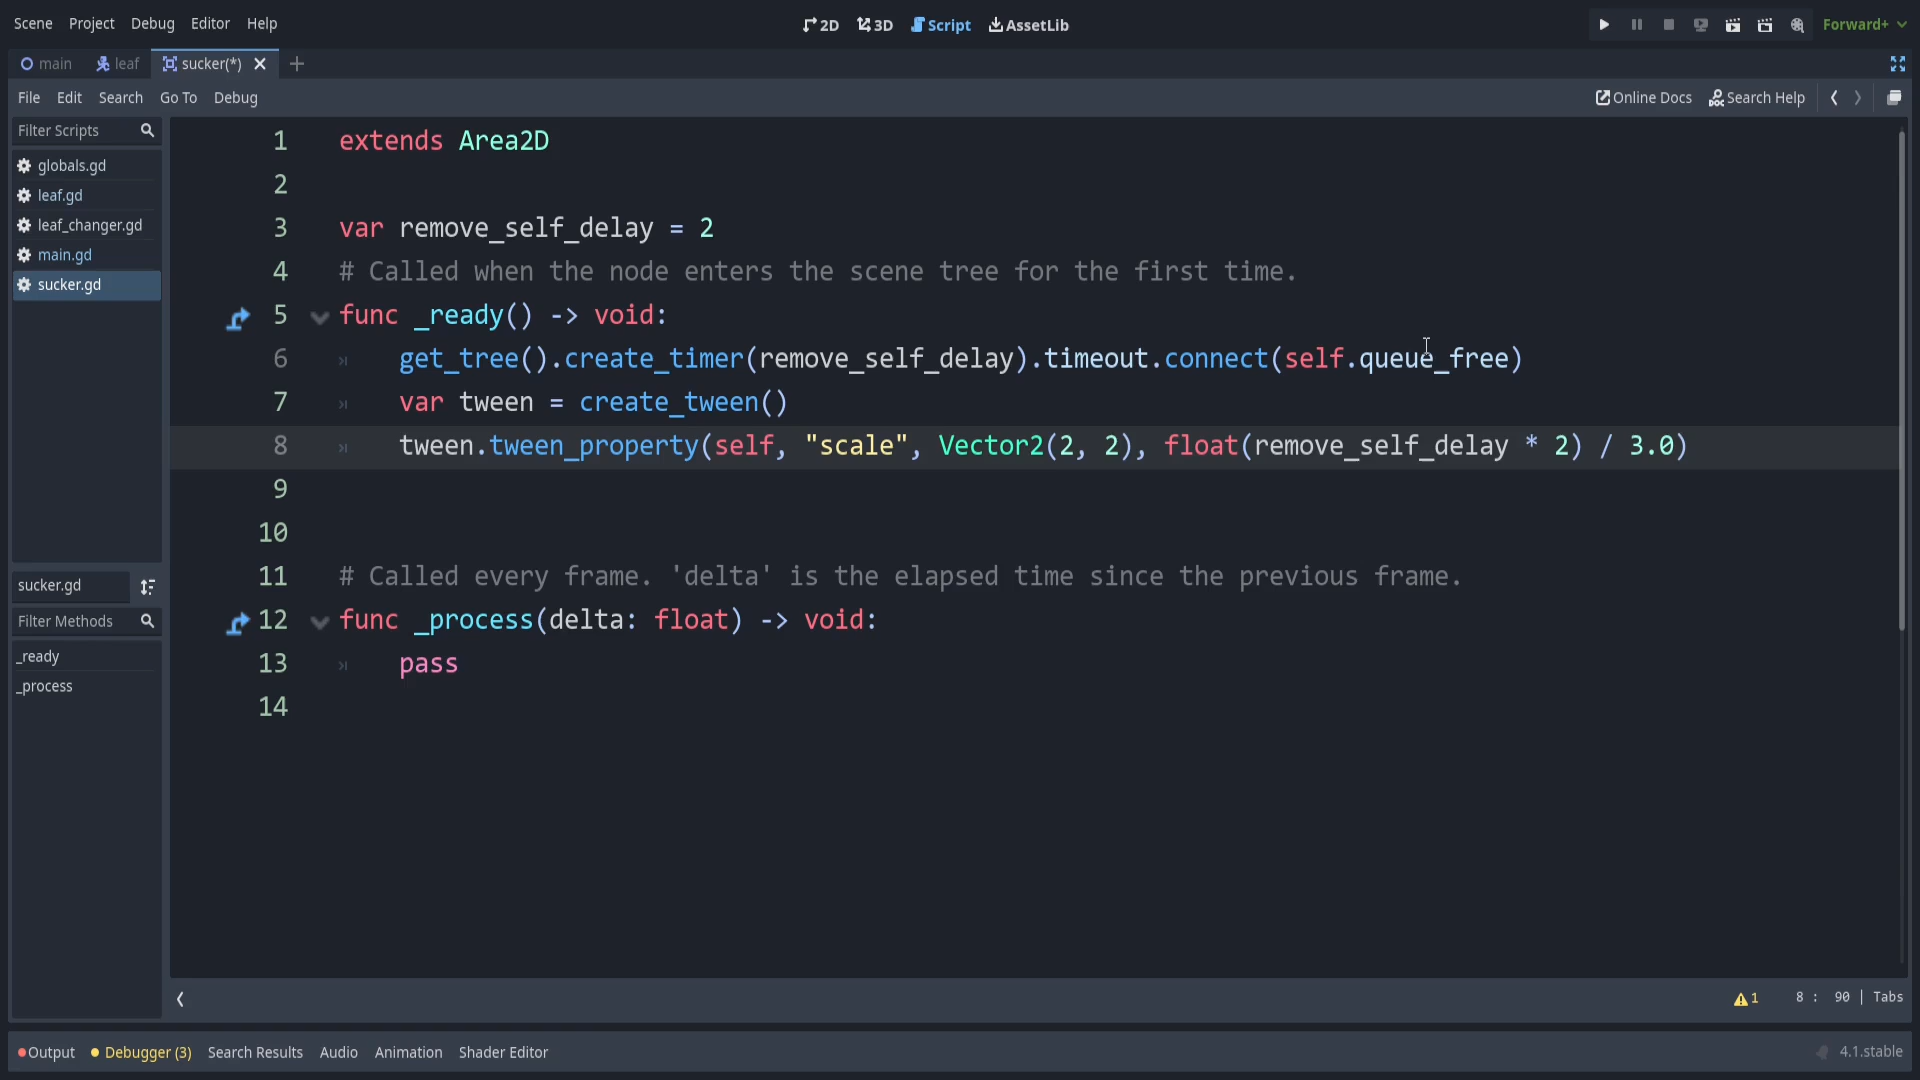 Scene Project Debug Editor Help
2D 3D Script AssetLib
Forward+
main leaf sucker(*)
File Edit Search Go To Debug
Online Docs Search Help
Filter Scripts
globals.gd
leaf.gd
leaf_changer.gd
main.gd
sucker.gd
sucker.gd
Filter Methods
_ready
_process
1 extends Area2D
2
3 var remove_self_delay = 2
4 # Called when the node enters the scene tree for the first time.
5 func _ready() -> void:
6 get_tree().create_timer(remove_self_delay).timeout.connect(self.queue_free)
7 var tween = create_tween()
8 tween.tween_property(self, "scale", Vector2(2, 2), float(remove_self_delay * 2) / 3.0)
9
10
11 # Called every frame. 'delta' is the elapsed time since the previous frame.
12 func _process(delta: float) -> void:
13 pass
14
1 8 : 90 | Tabs
Output Debugger (3) Search Results Audio Animation Shader Editor
4.1.stable